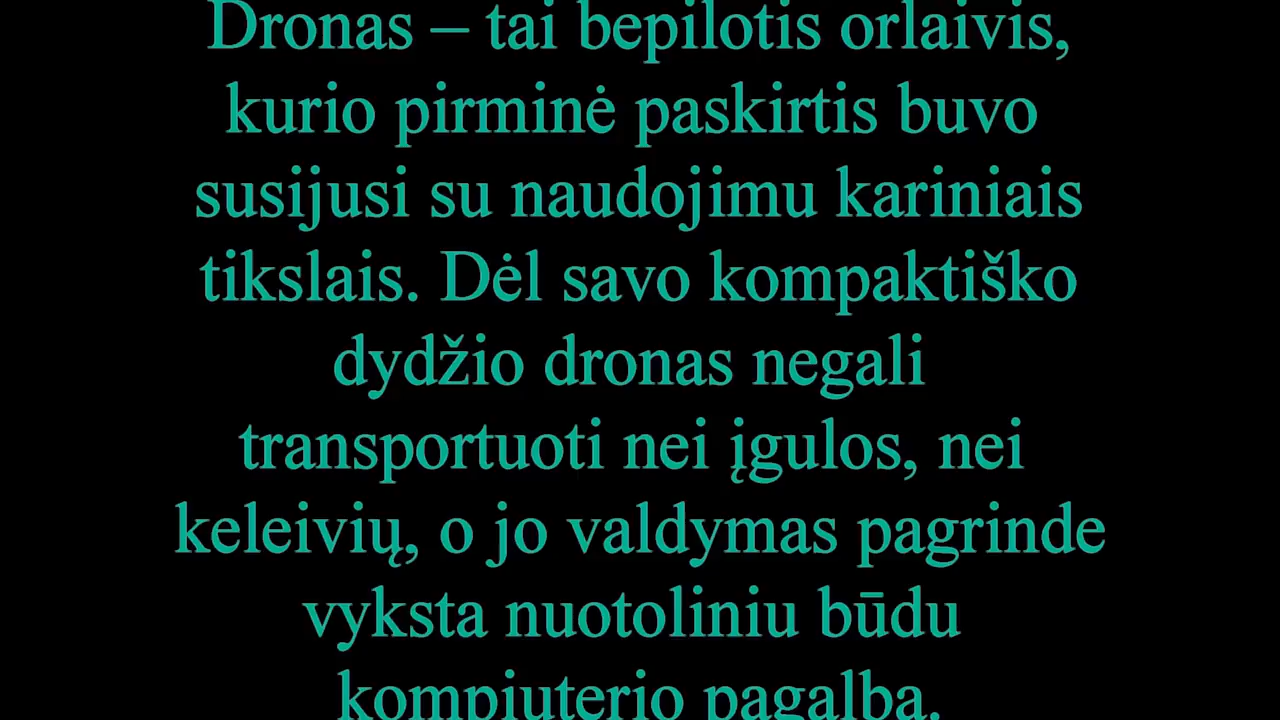 Dronas – tai bepilotis orlaivis,
kurio pirminė paskirtis buvo
susijusi su naudojimu kariniais
tikslais. Dėl savo kompaktiško
dydžio dronas negali
transportuoti nei įgulos, nei
keleivių, o jo valdymas pagrinde
vyksta nuotoliniu būdu
kompiuterio pagalba.